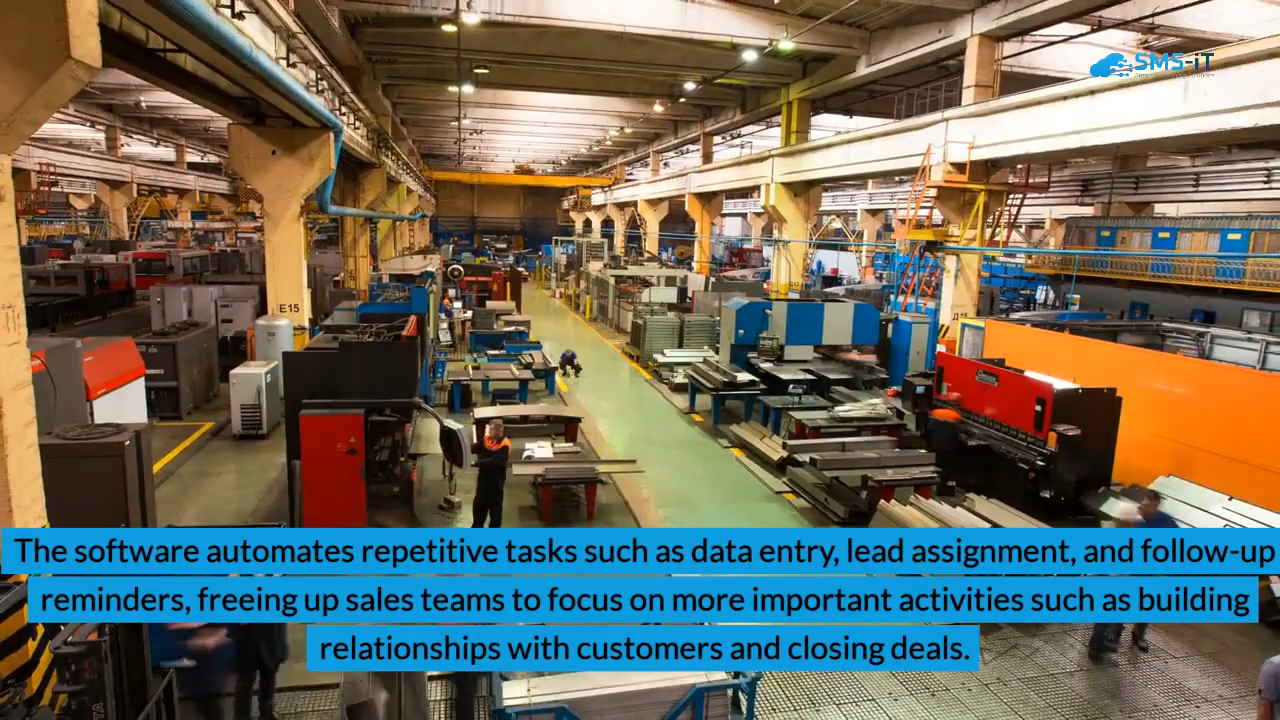 SMS-iT
E15
The software automates repetitive tasks such as data entry, lead assignment, and follow-up
reminders, freeing up sales teams to focus on more important activities such as building
relationships with customers and closing deals.